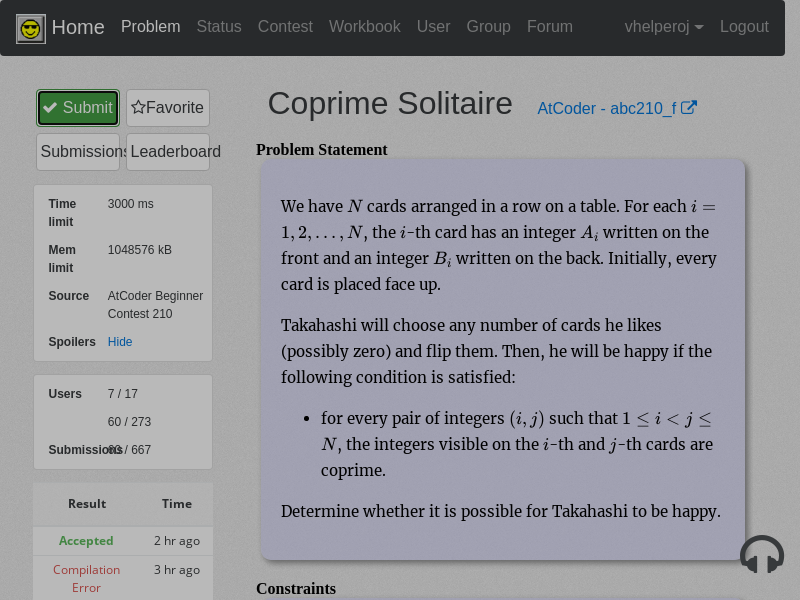 Home Problem Status Contest Workbook User Group Forum vhelperoj Logout
Submit Favorite
Submissions Leaderboard
Coprime Solitaire AtCoder - abc210_f
Time limit 3000 ms
Mem limit 1048576 kB
Source AtCoder Beginner Contest 210
Spoilers Hide
Users 7 / 17
60 / 273
Submissions / 667
Result Time
Accepted 2 hr ago
Compilation Error 3 hr ago
Problem Statement
We have N cards arranged in a row on a table. For each i =
1, 2, …, N, the i-th card has an integer A_i written on the
front and an integer B_i written on the back. Initially, every
card is placed face up.
Takahashi will choose any number of cards he likes
(possibly zero) and flip them. Then, he will be happy if the
following condition is satisfied:
• for every pair of integers (i, j) such that 1 ≤ i < j ≤
N, the integers visible on the i-th and j-th cards are
coprime.
Determine whether it is possible for Takahashi to be happy.
Constraints